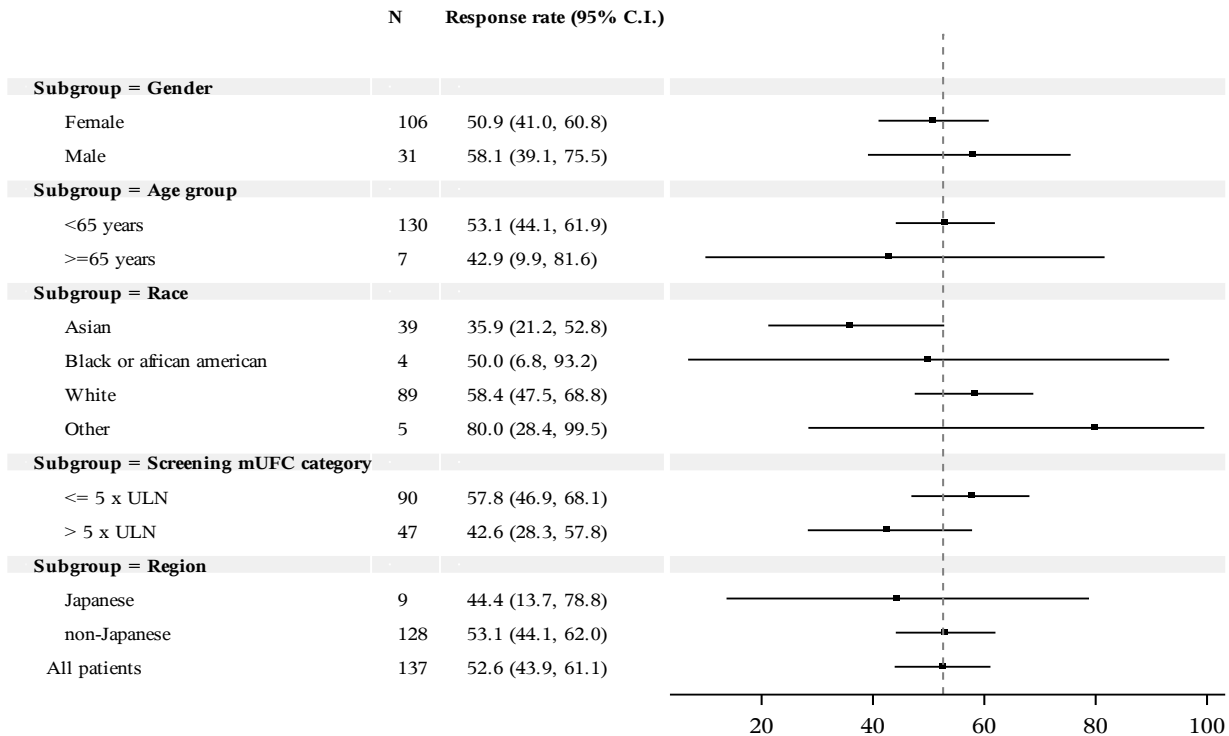 N Response rate (95% C.I.)
Subgroup = Gender
Female 106 50.9 (41.0, 60.8)
Male 31 58.1 (39.1, 75.5)
Subgroup = Age group
<65 years 130 53.1 (44.1, 61.9)
>=65 years 7 42.9 (9.9, 81.6)
Subgroup = Race
Asian 39 35.9 (21.2, 52.8)
Black or african american 4 50.0 (6.8, 93.2)
White 89 58.4 (47.5, 68.8)
Other 5 80.0 (28.4, 99.5)
Subgroup = Screening mUFC category
<= 5 x ULN 90 57.8 (46.9, 68.1)
> 5 x ULN 47 42.6 (28.3, 57.8)
Subgroup = Region
Japanese 9 44.4 (13.7, 78.8)
non-Japanese 128 53.1 (44.1, 62.0)
All patients 137 52.6 (43.9, 61.1)
20 40 60 80 100